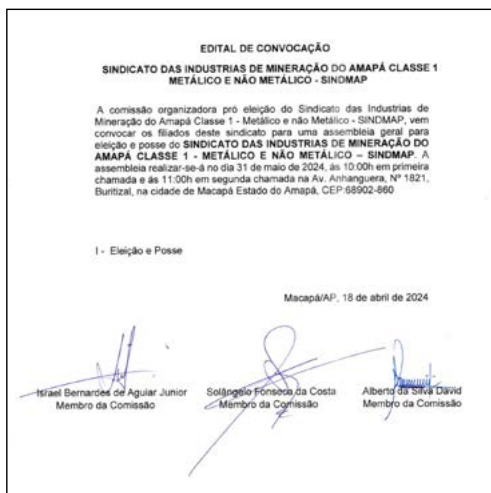 EDITAL DE CONVOCAÇÃO
SINDICATO DAS INDUSTRIAS DE MINERAÇÃO DO AMAPÁ CLASSE 1
METÁLICO E NÃO METÁLICO - SINDMAP
A comissão organizadora pró eleição do Sindicato das Industrias de
Mineração do Amapá Classe 1 - Metálico e não Metálico - SINDMAP, vem
convocar os filiados deste sindicato para uma assembleia geral para
eleição e posse do SINDICATO DAS INDUSTRIAS DE MINERAÇÃO DO
AMAPÁ CLASSE 1 - METÁLICO E NÃO METÁLICO – SINDMAP. A
assembleia realizar-se-á no dia 31 de maio de 2024, ás 10:00h em primeira
chamada e ás 11:00h em segunda chamada na Av. Anhanguera, Nº 1821,
Buritizal, na cidade de Macapá Estado do Amapá, CEP:68902-860
I - Eleição e Posse
Macapá/AP, 18 de abril de 2024
Israel Bernardes de Aguiar Junior Solângelo Fonseca da Costa Alberto da Silva David
Membro da Comissão Membro da Comissão Membro da Comissão